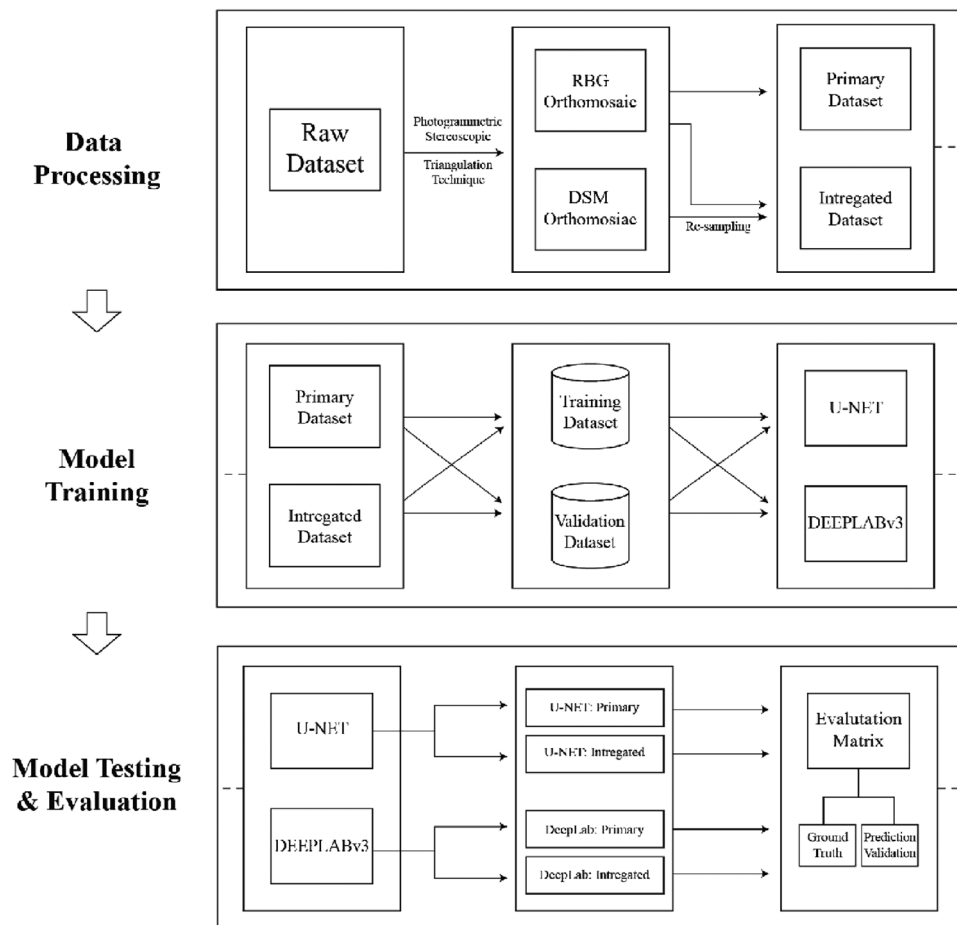 Data
Processing
Raw
Dataset
Photogrammetric
Stereoscopic
Triangulation
Technique
RBG
Orthomosaic
DSM
Orthomosiac
Re-sampling
Primary
Dataset
Intregated
Dataset
Model
Training
Primary
Dataset
Intregated
Dataset
Training
Dataset
Validation
Dataset
U-NET
DEEPLABv3
Model Testing
& Evaluation
U-NET
DEEPLABv3
U-NET: Primary
U-NET: Intregated
DeepLab: Primary
DeepLab: Intregated
Evalutation
Matrix
Ground
Truth
Prediction
Validation